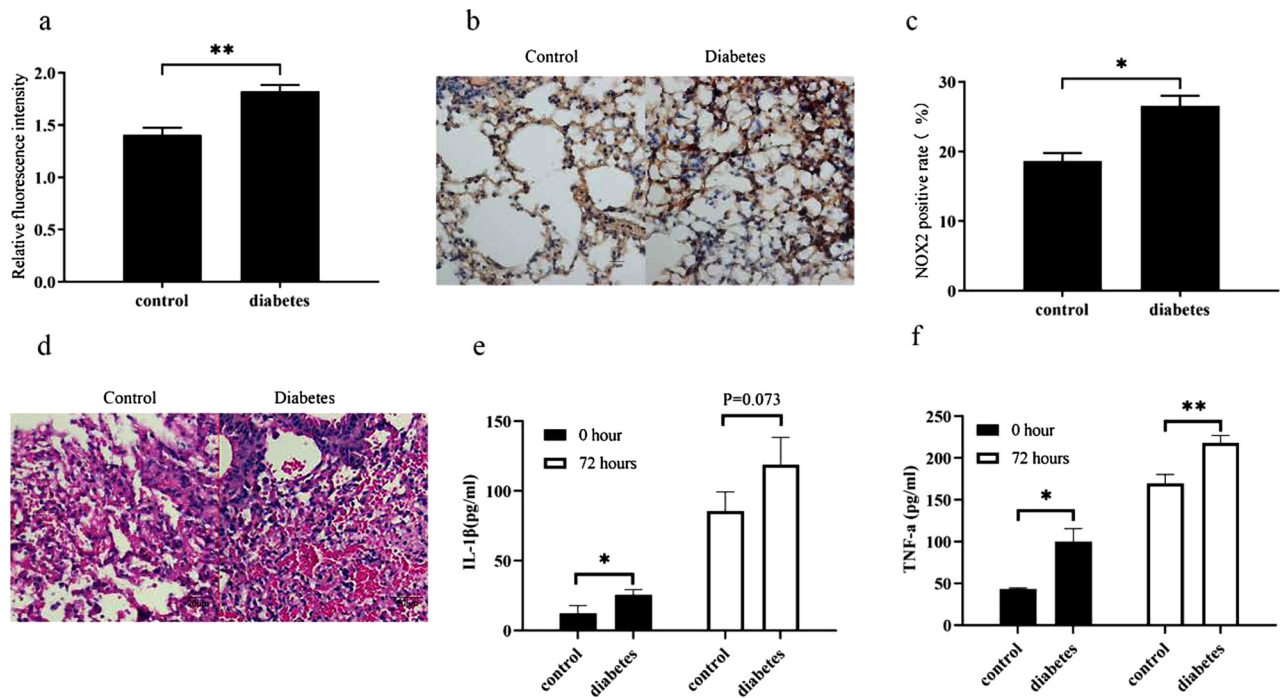 a
**
Relative fluorescence intensity
2.0
1.5
1.0
0.5
0.0
control
diabetes
b
Control
Diabetes
c
*
NOX2 positive rate ( %)
30
20
10
0
control
diabetes
d
Control
Diabetes
e
P=0.073
IL-1β(pg/ml)
150
100
50
0
0 hour
72 hours
*
control
diabetes
control
diabetes
f
**
TNF-a (pg/ml)
250
200
150
100
50
0
0 hour
72 hours
*
control
diabetes
control
diabetes